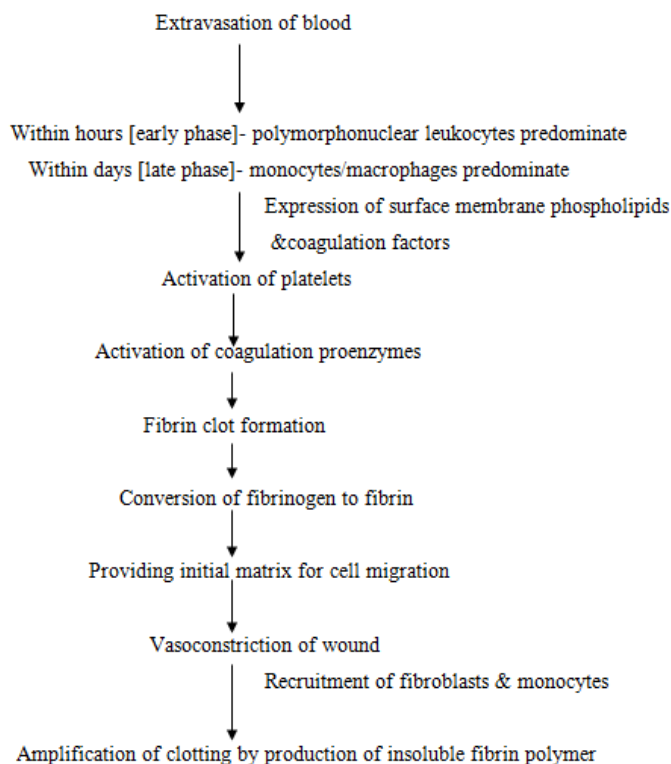 Extravasation of blood
Within hours [early phase]- polymorphonuclear leukocytes predominate
Within days [late phase]- monocytes/macrophages predominate
Expression of surface membrane phospholipids
&coagulation factors
Activation of platelets
Activation of coagulation proenzymes
Fibrin clot formation
Conversion of fibrinogen to fibrin
Providing initial matrix for cell migration
Vasoconstriction of wound
Recruitment of fibroblasts & monocytes
Amplification of clotting by production of insoluble fibrin polymer